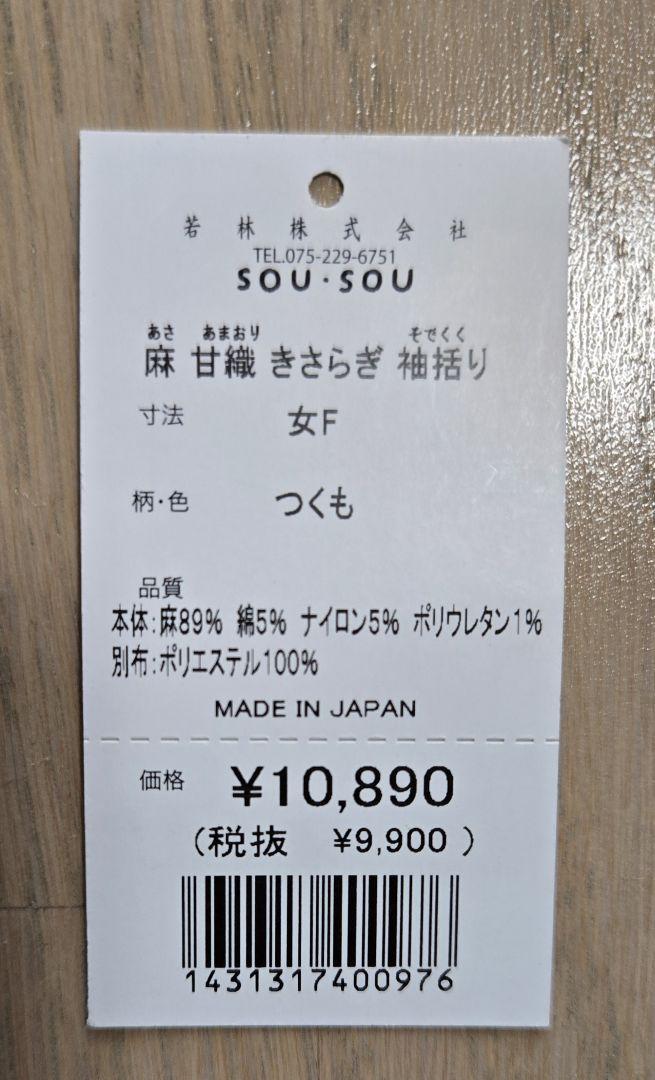 若林株式会社
TEL.075-229-6751
SOU・SOU
あさ あまおり そでくく
麻 甘織 きさらぎ 袖括り
寸法 女F
柄・色 つくも
品質
本体:麻89% 綿5% ナイロン5% ポリウレタン1%
別布:ポリエステル100%
MADE IN JAPAN
価格 ¥10,890
(税抜 ¥9,900)
1431317400976